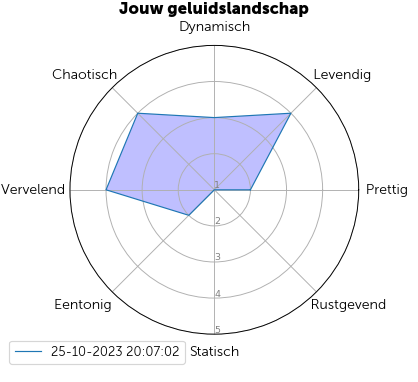 Jouw geluidslandschap
Dynamisch
Chaotisch
Levendig
Vervelend
1
Prettig
2
3
4
5
Eentonig
Rustgevend
25-10-2023 20:07:02
Statisch